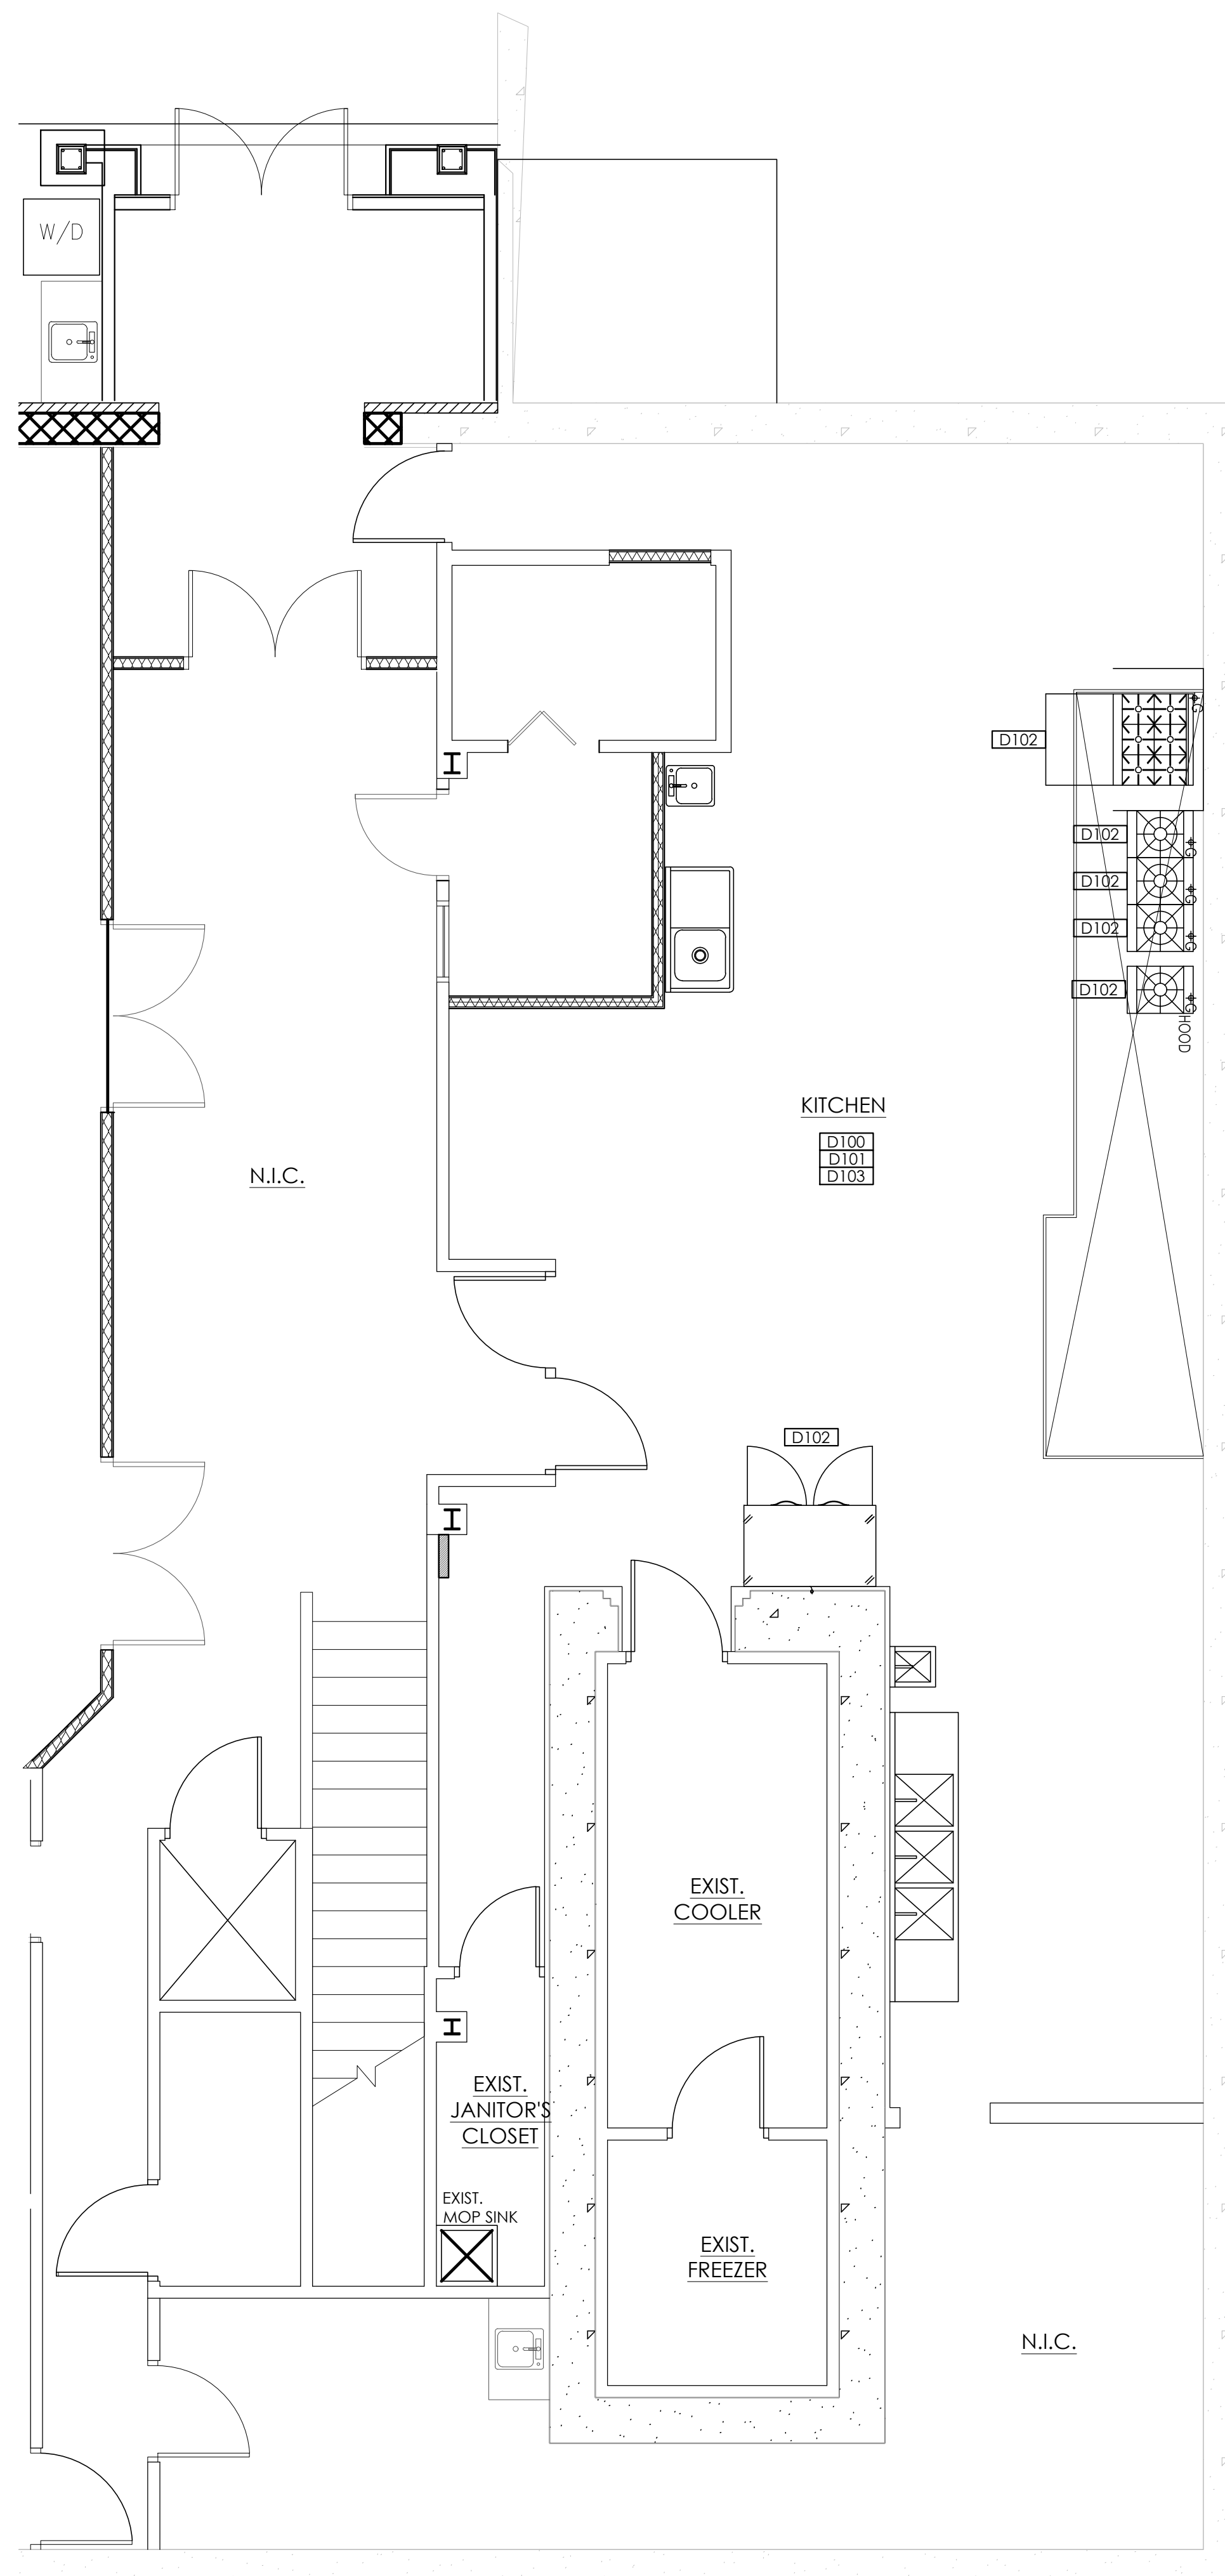 W/D
D102
G
D102
G
D102
G
D102
G
D102
G
HOOD
KITCHEN
D100
D101
D103
N.I.C.
D102
EXIST.
COOLER
EXIST.
JANITOR'S
CLOSET
EXIST.
MOP SINK
EXIST.
FREEZER
N.I.C.